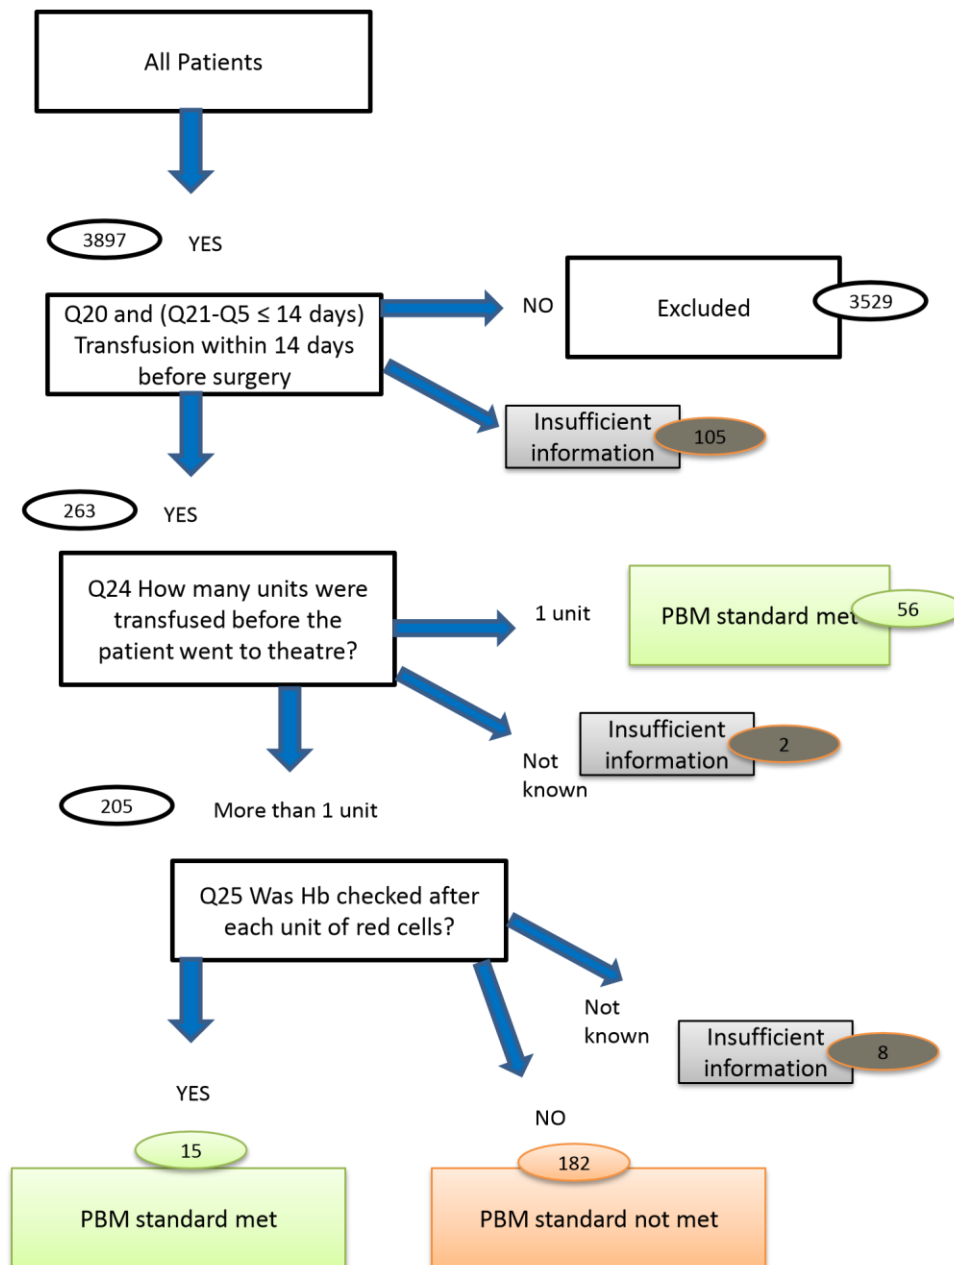 All Patients
3897
YES
Q20 and (Q21-Q5 ≤ 14 days)
Transfusion within 14 days
before surgery
NO
Excluded
3529
Insufficient
information
105
263
YES
Q24 How many units were
transfused before the
patient went to theatre?
1 unit
PBM standard met
56
Not
known
Insufficient
information
2
205
More than 1 unit
Q25 Was Hb checked after
each unit of red cells?
Not
known
Insufficient
information
8
YES
15
PBM standard met
NO
182
PBM standard not met